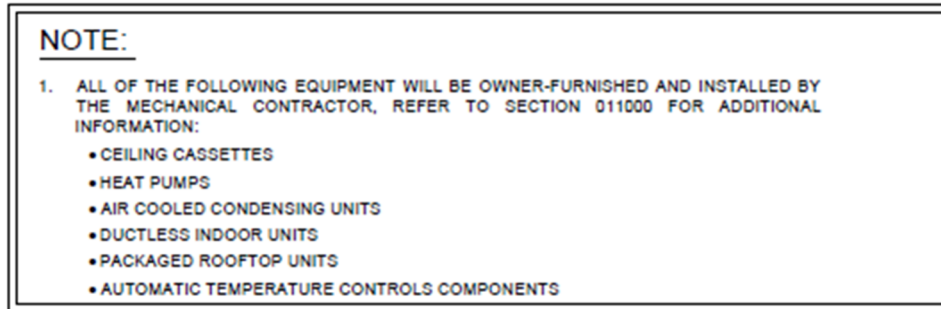 NOTE:
1. ALL OF THE FOLLOWING EQUIPMENT WILL BE OWNER-FURNISHED AND INSTALLED BY
THE MECHANICAL CONTRACTOR, REFER TO SECTION 011000 FOR ADDITIONAL
INFORMATION:
• CEILING CASSETTES
• HEAT PUMPS
• AIR COOLED CONDENSING UNITS
• DUCTLESS INDOOR UNITS
• PACKAGED ROOFTOP UNITS
• AUTOMATIC TEMPERATURE CONTROLS COMPONENTS